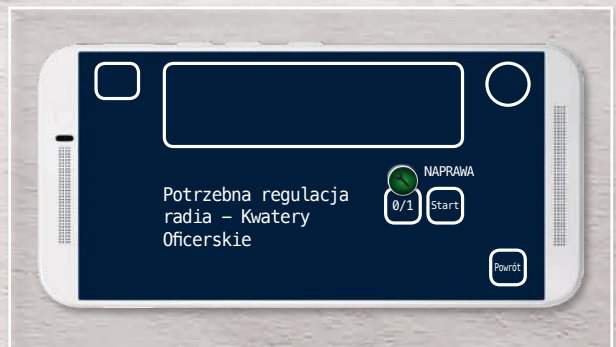 NAPRAWA
Potrzebna regulacja
radia – Kwatery
Oficerskie
0/1
Start
Powrót